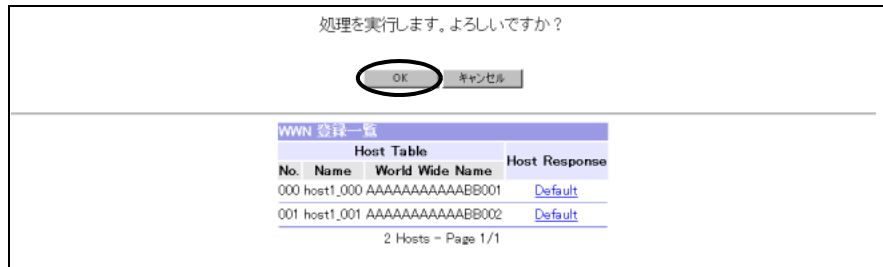 処理を実行します。よろしいですか?
OK キャンセル
WWN 登録一覧
Host Table Host Response
No. Name World Wide Name
000 host1_000 AAAAAAAAAAAABB001 Default
001 host1_001 AAAAAAAAAAAABB002 Default
2 Hosts - Page 1/1